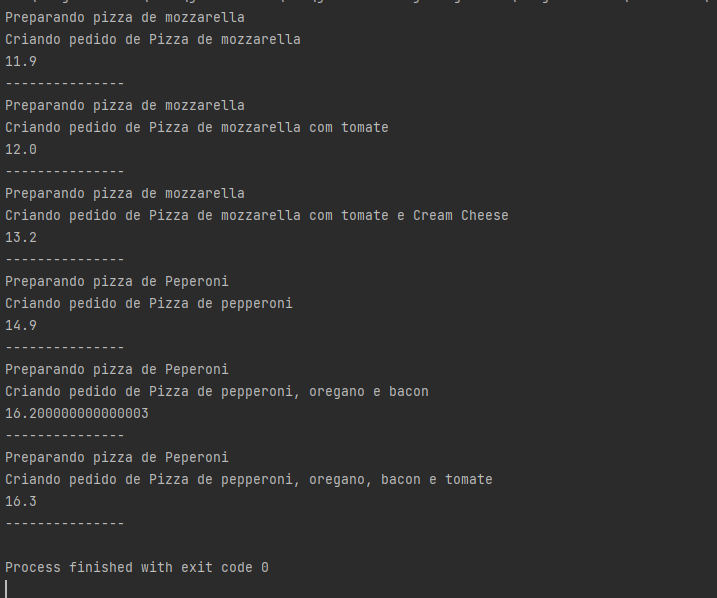 Preparando pizza de mozzarella
Criando pedido de Pizza de mozzarella
11.9
---------------
Preparando pizza de mozzarella
Criando pedido de Pizza de mozzarella com tomate
12.0
---------------
Preparando pizza de mozzarella
Criando pedido de Pizza de mozzarella com tomate e Cream Cheese
13.2
---------------
Preparando pizza de Peperoni
Criando pedido de Pizza de pepperoni
14.9
---------------
Preparando pizza de Peperoni
Criando pedido de Pizza de pepperoni, oregano e bacon
16.200000000000003
---------------
Preparando pizza de Peperoni
Criando pedido de Pizza de pepperoni, oregano, bacon e tomate
16.3
---------------
Process finished with exit code 0